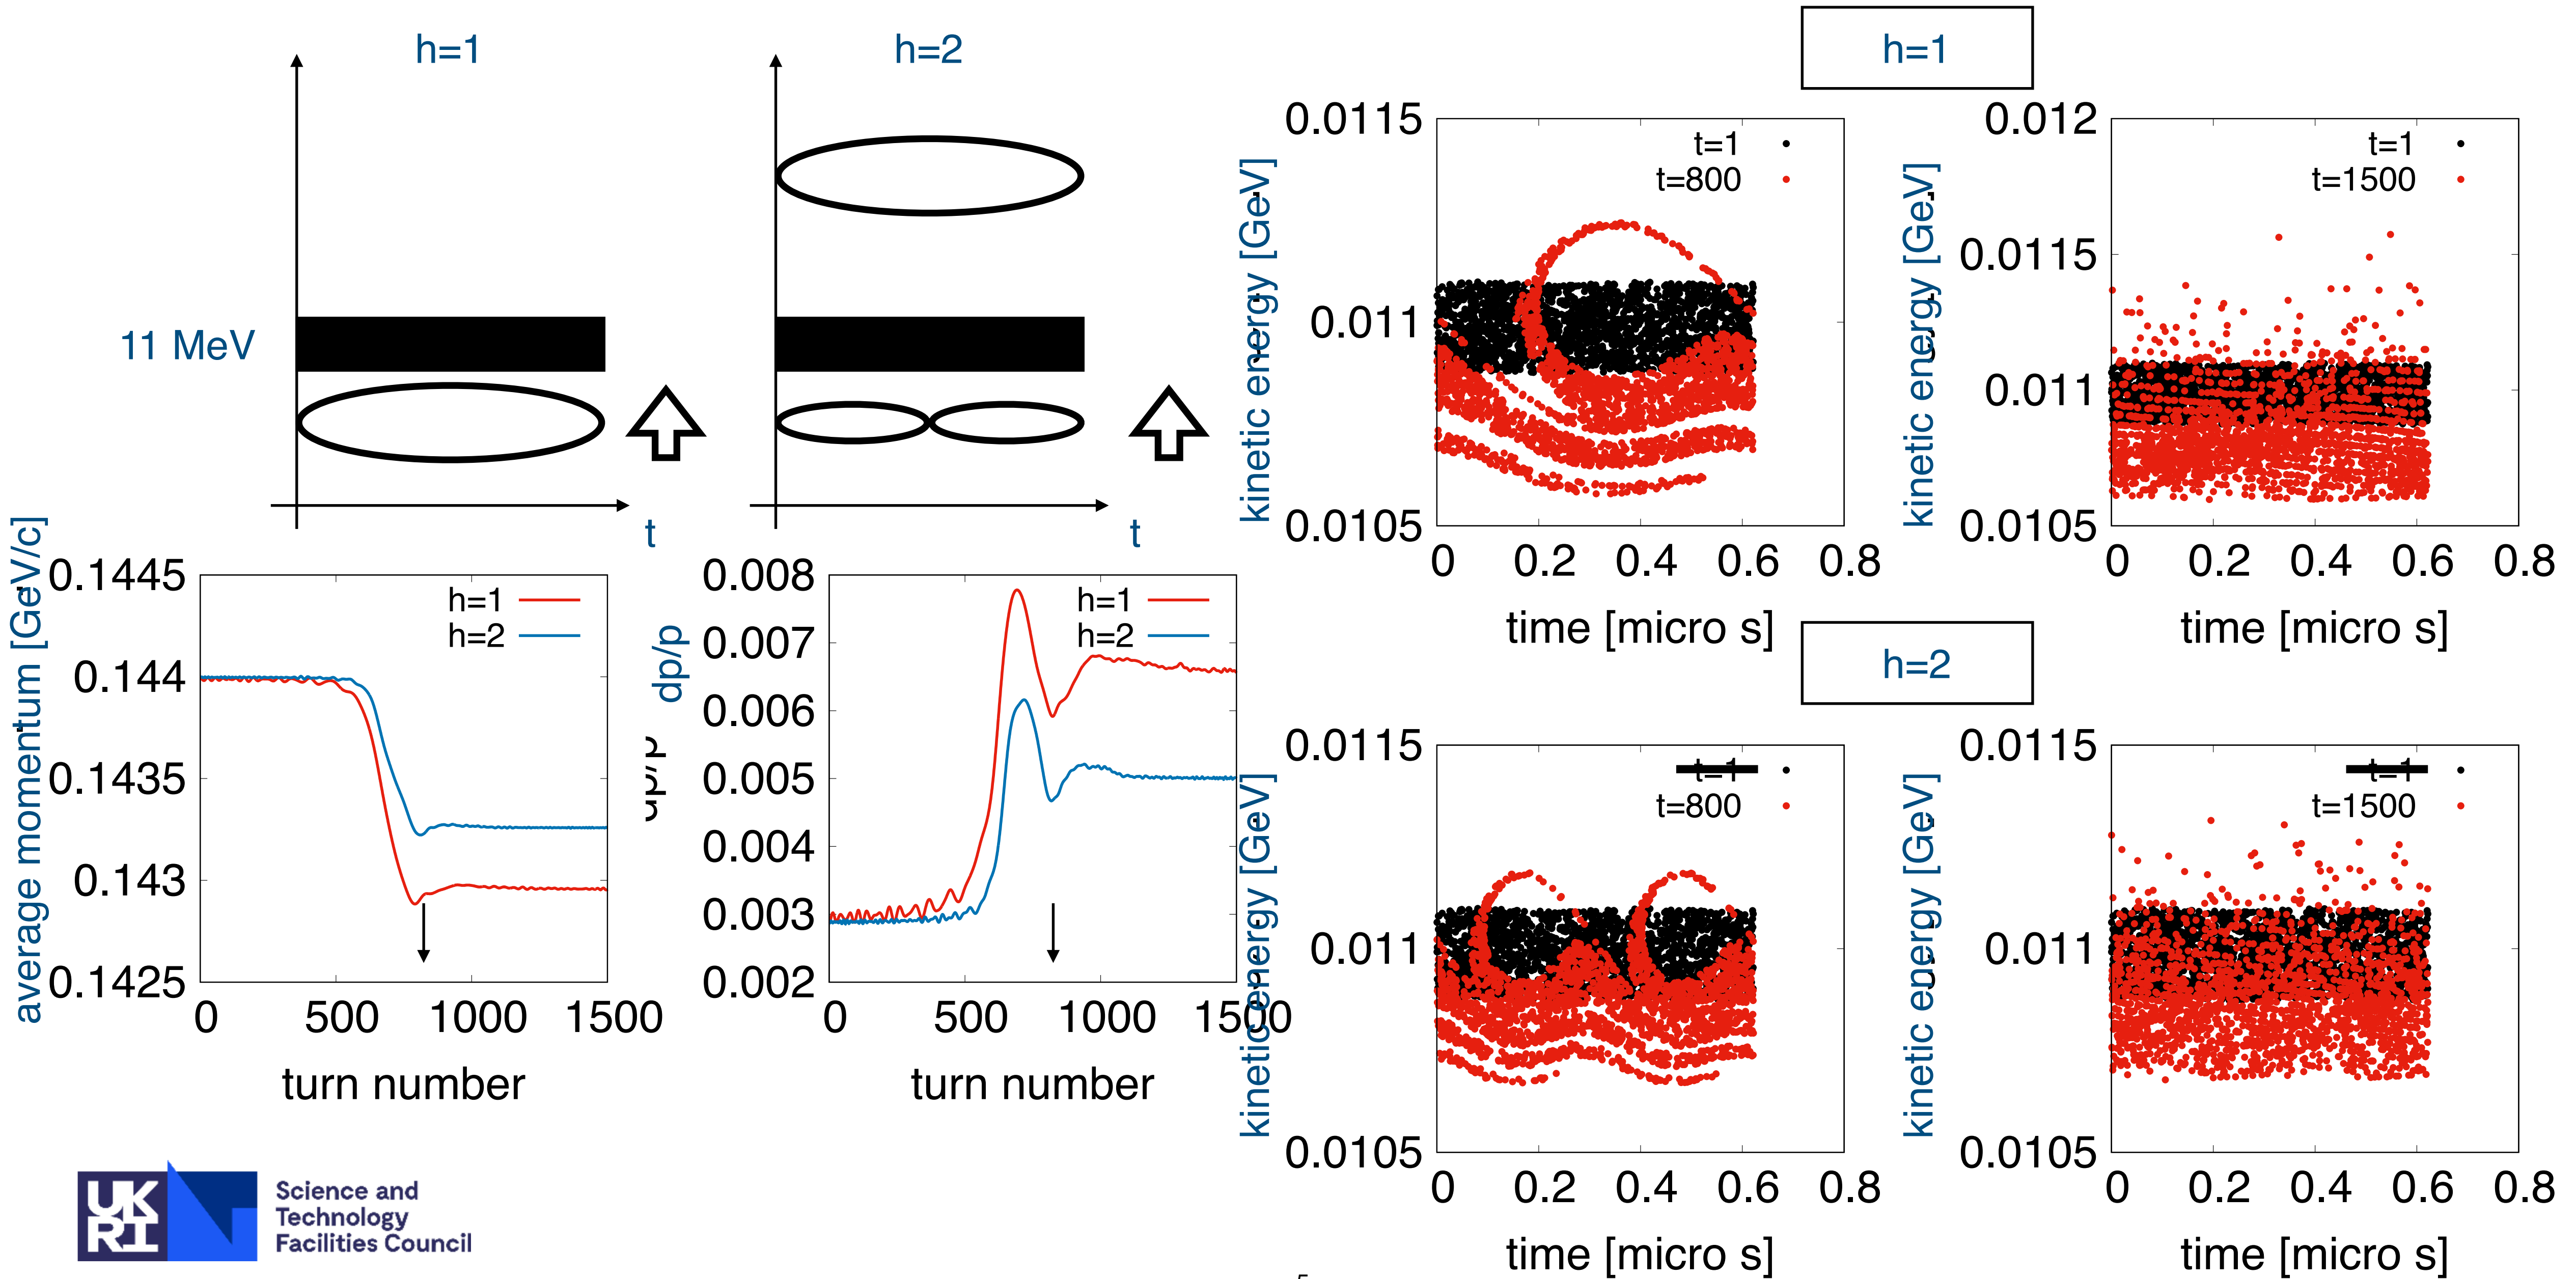 h=1
h=2
11 MeV
t
t
average momentum [GeV/c]
0.1445
0.144
0.1435
0.143
0.1425
0
500
1000
1500
turn number
h=1
h=2
dp/p
dp/p
0.008
0.007
0.006
0.005
0.004
0.003
0.002
0
500
1000
1500
turn number
h=1
h=2
h=1
kinetic energy [GeV]
0.0115
0.011
0.0105
0
0.2
0.4
0.6
0.8
time [micro s]
t=1
t=800
kinetic energy [GeV]
0.012
0.0115
0.011
0.0105
0
0.2
0.4
0.6
0.8
time [micro s]
t=1
t=1500
h=2
kinetic energy [GeV]
0.0115
0.011
0.0105
0
0.2
0.4
0.6
0.8
time [micro s]
t=1
t=800
kinetic energy [GeV]
0.0115
0.011
0.0105
0
0.2
0.4
0.6
0.8
time [micro s]
t=1
t=1500
UK
RI
Science and
Technology
Facilities Council